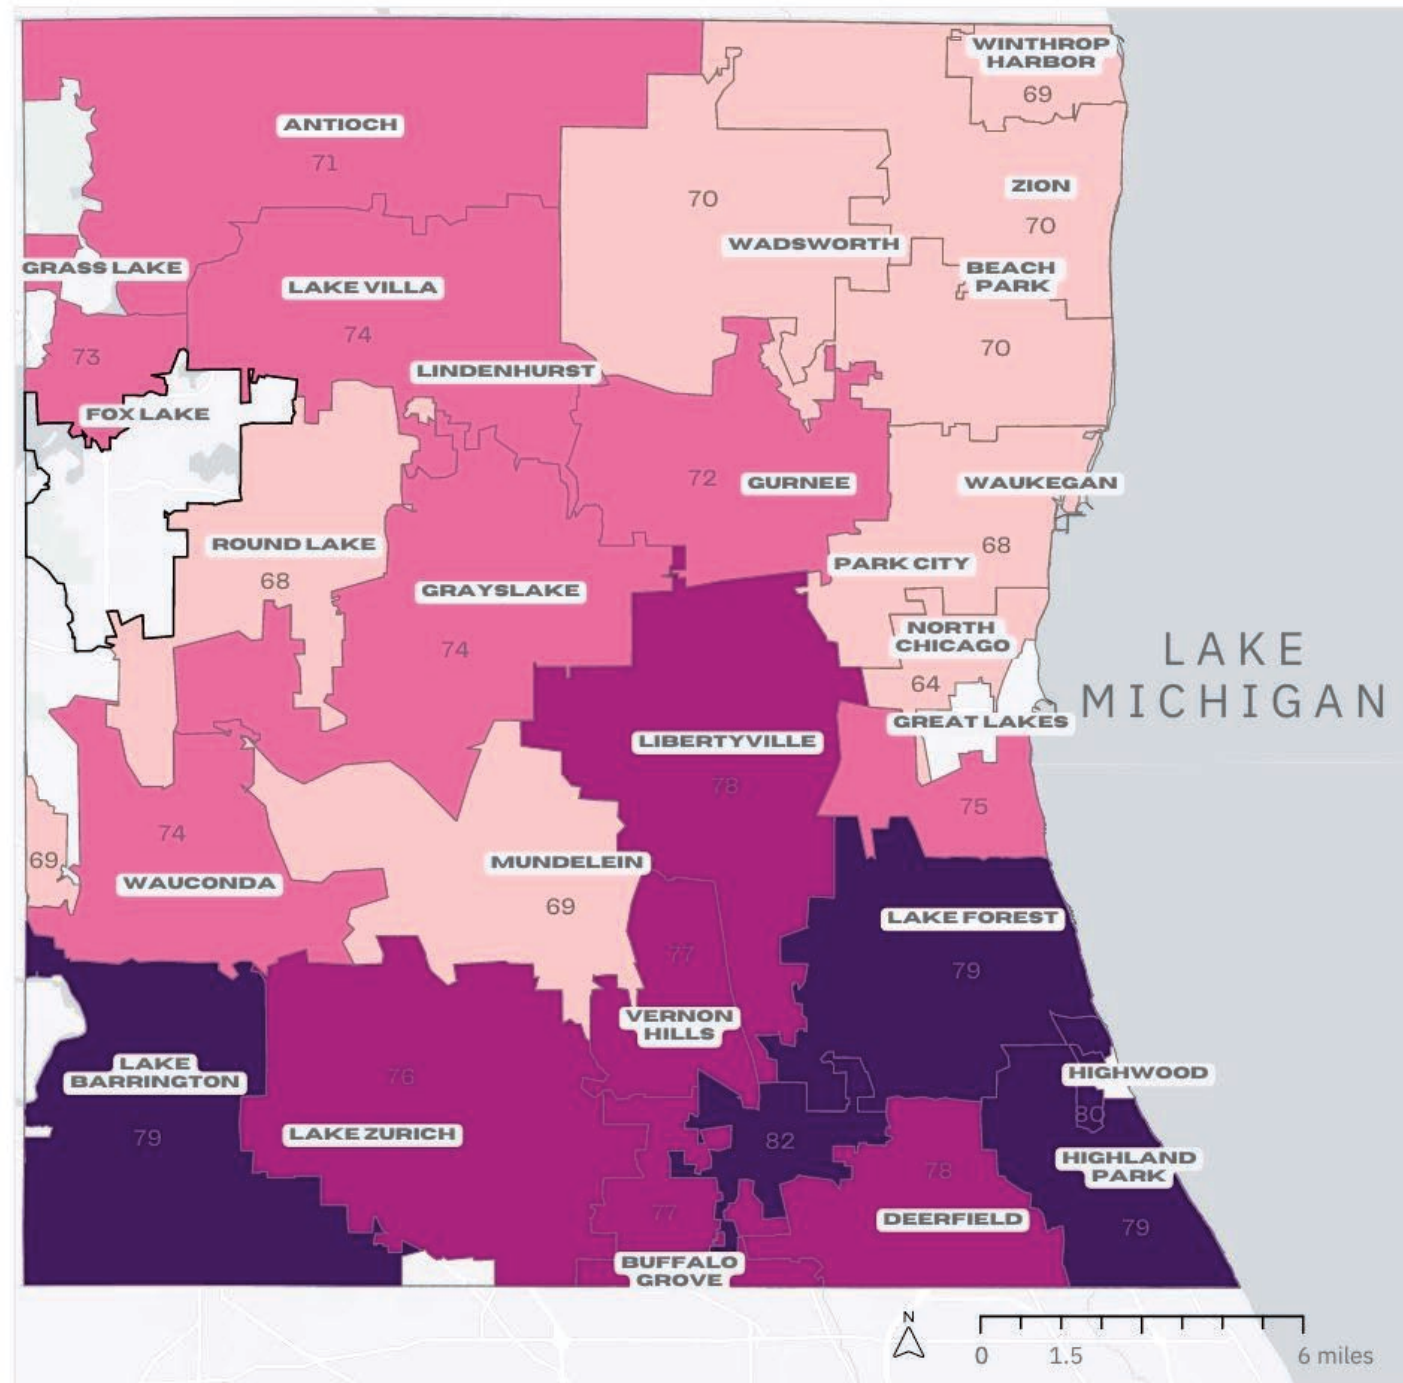 WINTHROP
HARBOR
69
ANTIOCH
71
ZION
70
70
WADSWORTH
BEACH
PARK
70
GRASS LAKE
LAKE VILLA
74
73
LINDENHURST
FOX LAKE
72
GURNEE
WAUKEGAN
68
ROUND LAKE
68
PARK CITY
GRAYSLAKE
74
NORTH
CHICAGO
64
GREAT LAKES
LAKE
MICHIGAN
LIBERTYVILLE
78
75
74
69
WAUCONDA
MUNDELEIN
69
LAKE FOREST
79
77
VERNON
HILLS
LAKE
BARRINGTON
79
76
LAKE ZURICH
HIGHWOOD
80
82
HIGHLAND
PARK
79
78
DEERFIELD
77
BUFFALO
GROVE
N
0 1.5 6 miles